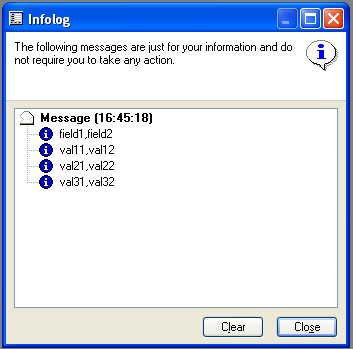 Infolog
The following messages are just for your information and do
not require you to take any action.
Message (16:45:18)
field1,field2
val11,val12
val21,val22
val31,val32
Clear
Close